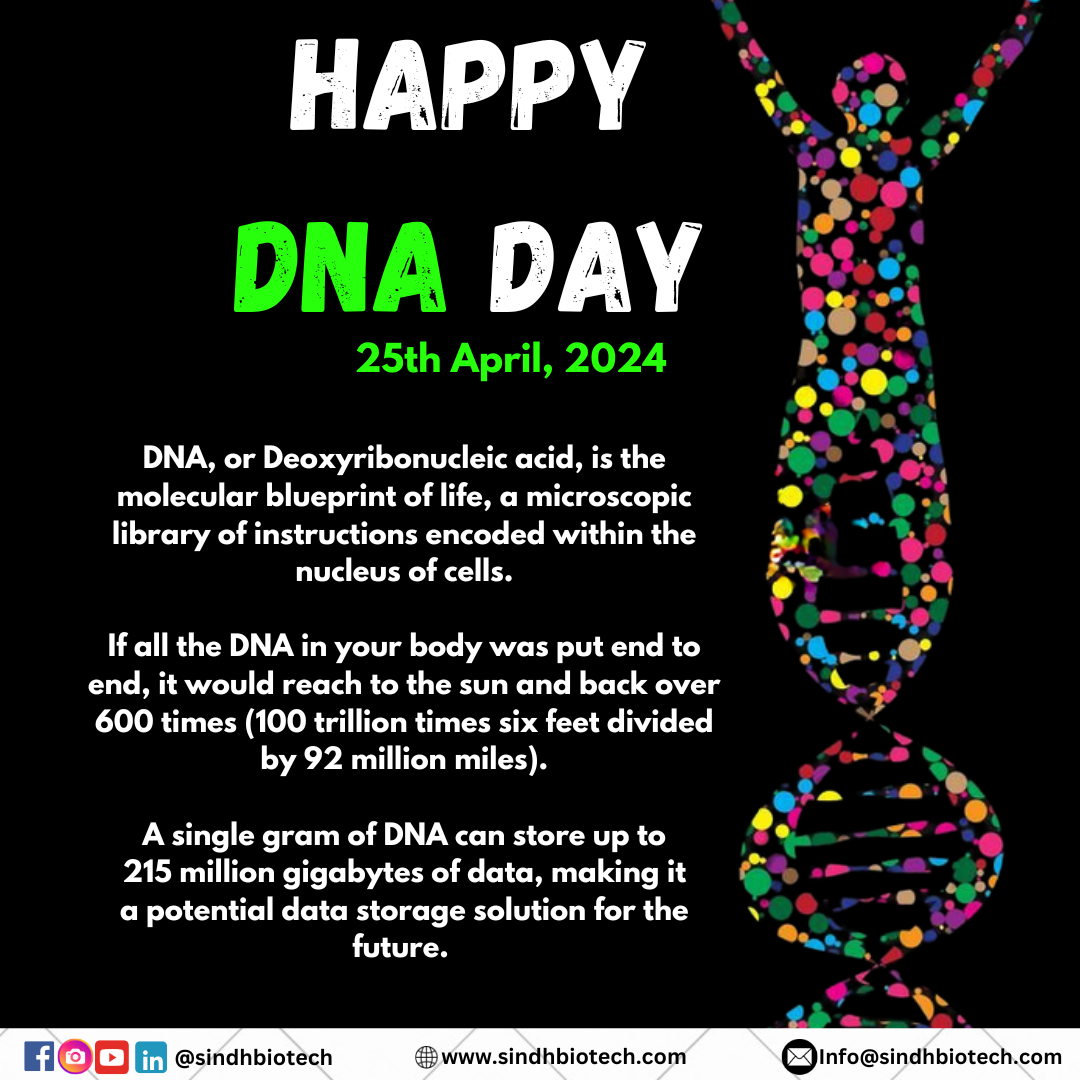 HAPPY
DNA DAY
25th April, 2024
DNA, or Deoxyribonucleic acid, is the
molecular blueprint of life, a microscopic
library of instructions encoded within the
nucleus of cells.
If all the DNA in your body was put end to
end, it would reach to the sun and back over
600 times (100 trillion times six feet divided
by 92 million miles).
A single gram of DNA can store up to
215 million gigabytes of data, making it
a potential data storage solution for the
future.
@sindhbiotech www.sindhbiotech.com Info@sindhbiotech.com